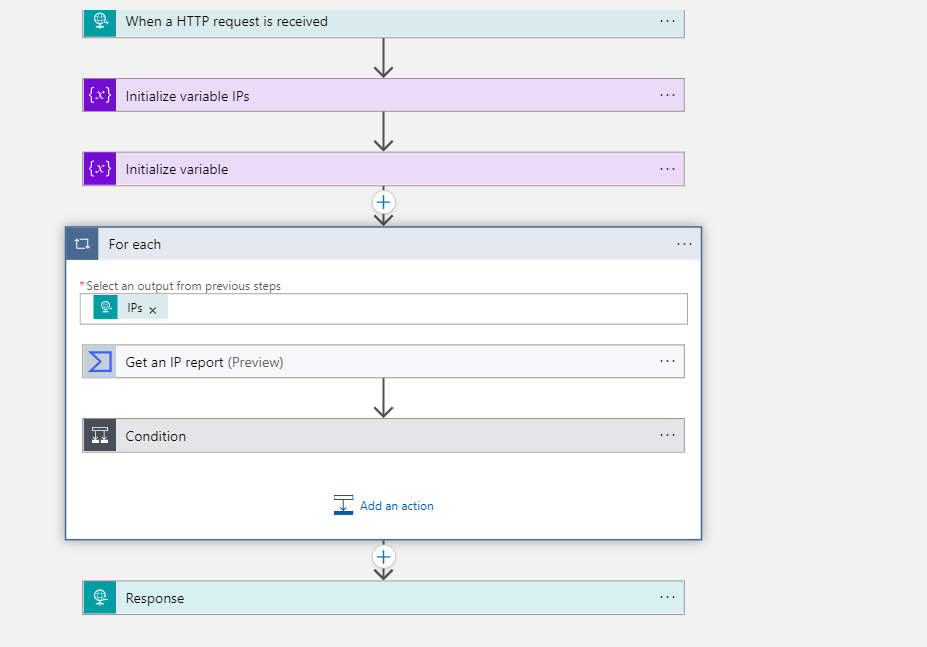 When a HTTP request is received ...
{x} Initialize variable IPs ...
{x} Initialize variable ...
For each ...
* Select an output from previous steps
IPs ×
Get an IP report (Preview) ...
Condition ...
Add an action
Response ...